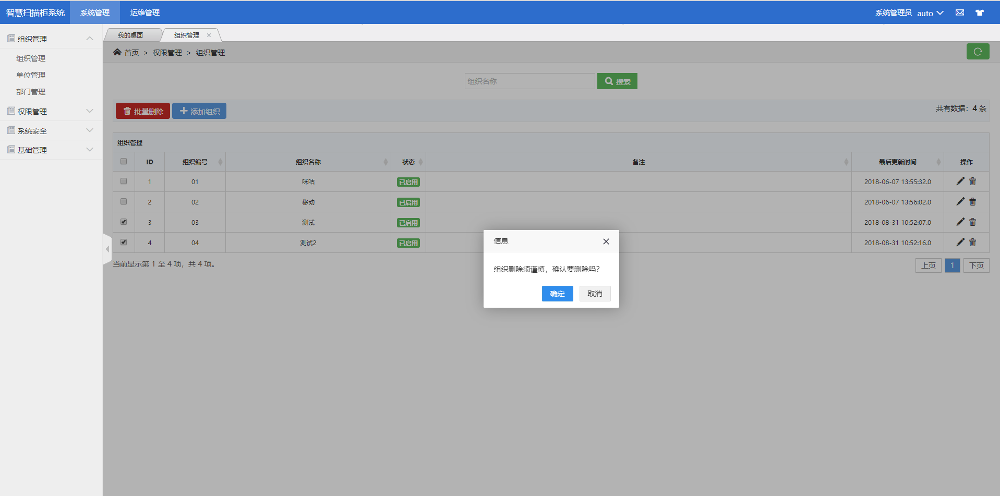 智慧扫描柜系统 系统管理 运维管理 系统管理员 auto
组织管理
组织管理
单位管理
部门管理
权限管理
系统安全
基础管理
我的桌面 组织管理
首页 > 权限管理 > 组织管理
组织名称 搜索
批量删除 添加组织 共有数据：4 条
组织管理
ID 组织编号 组织名称 状态 备注 最后更新时间 操作
1 01 咪咕 已启用 2018-06-07 13:55:32.0
2 02 移动 已启用 2018-06-07 13:56:02.0
3 03 测试 已启用 2018-08-31 10:52:07.0
4 04 测试2 已启用 2018-08-31 10:52:16.0
当前显示第 1 至 4 项，共 4 项。 上页 1 下页
信息
组织删除须谨慎，确认要删除吗？
确定 取消